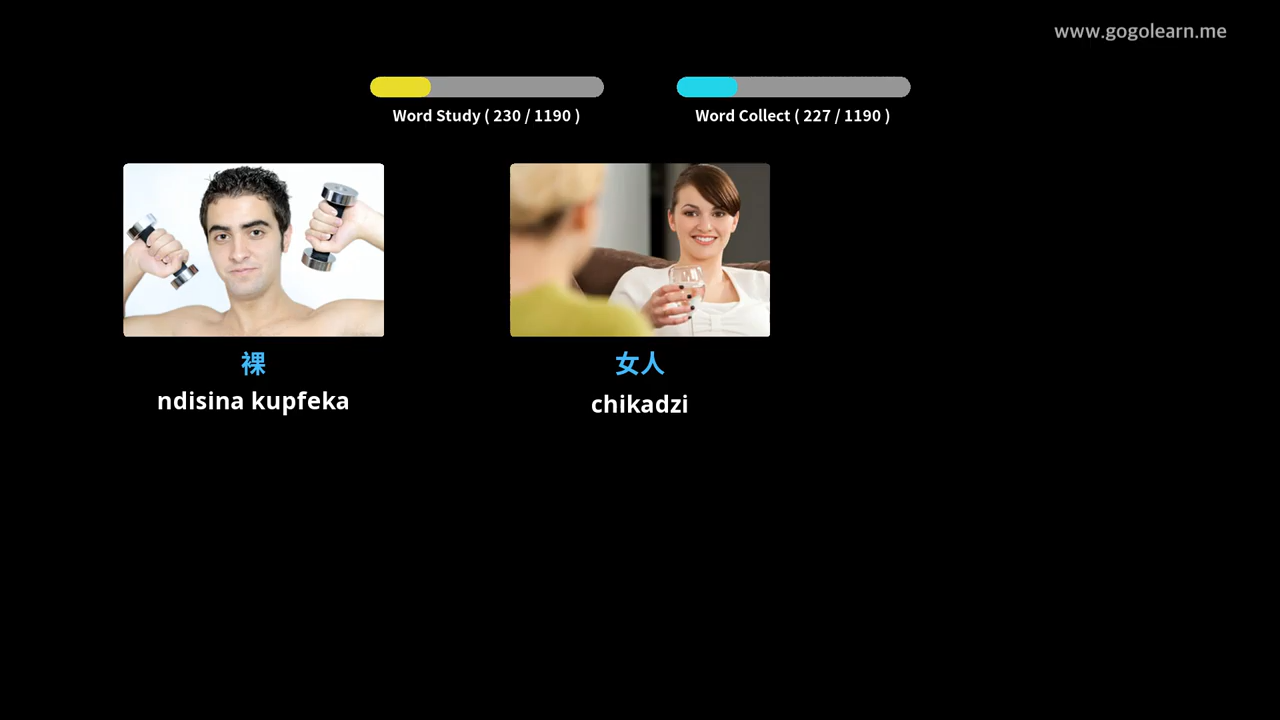 www.gogolearn.me
Word Study ( 230 / 1190 )
Word Collect ( 227 / 1190 )
裸
ndisina kupfeka
女人
chikadzi